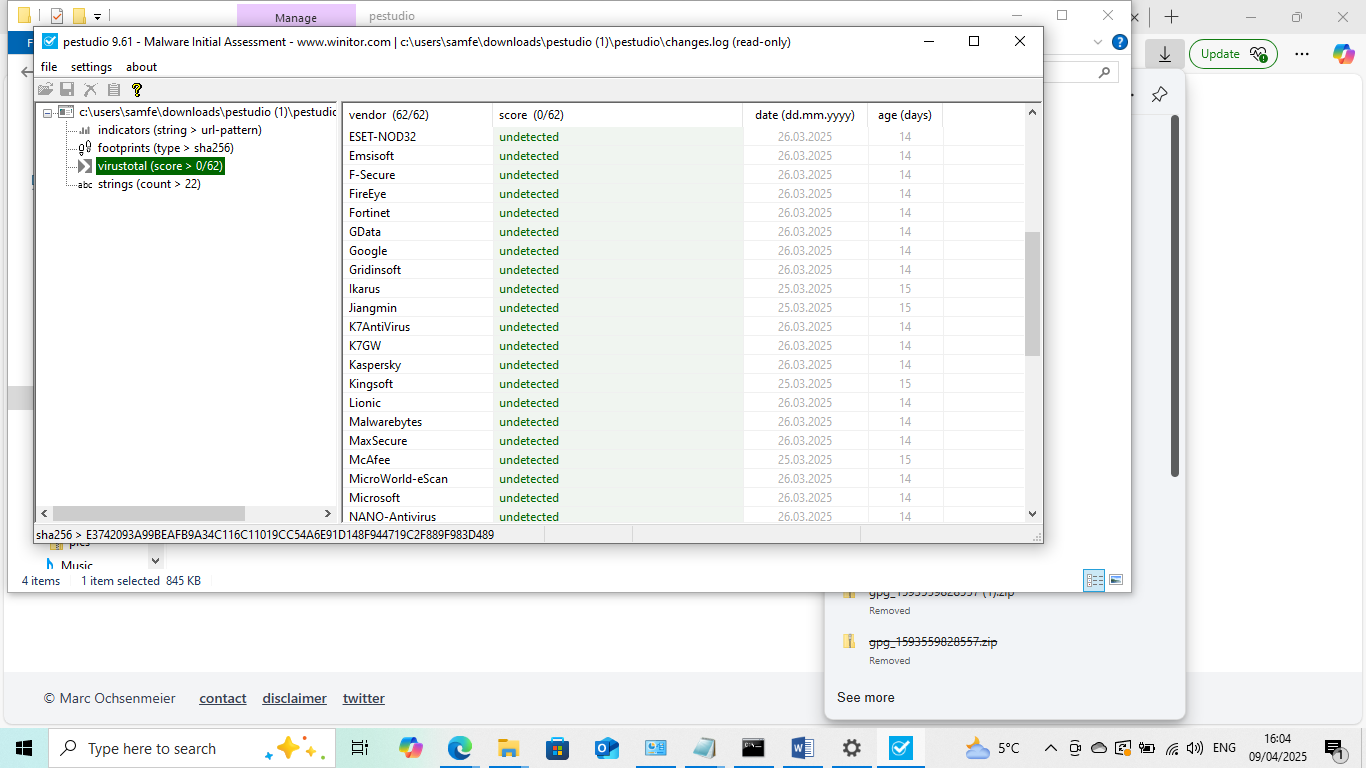 Manage
pestudio
pestudio 9.61 - Malware Initial Assessment - www.winitor.com | c:\users\samfe\downloads\pestudio (1)\pestudio\changes.log (read-only)
file settings about
Update
c:\users\samfe\downloads\pestudio (1)\pestudio
indicators (string > url-pattern)
footprints (type > sha256)
virustotal (score > 0/62)
abc strings (count > 22)
vendor (62/62) score (0/62) date (dd.mm.yyyy) age (days)
ESET-NOD32 undetected 26.03.2025 14
Emsisoft undetected 26.03.2025 14
F-Secure undetected 26.03.2025 14
FireEye undetected 26.03.2025 14
Fortinet undetected 26.03.2025 14
GData undetected 26.03.2025 14
Google undetected 26.03.2025 14
Gridinsoft undetected 26.03.2025 14
Ikarus undetected 25.03.2025 15
Jiangmin undetected 25.03.2025 15
K7AntiVirus undetected 26.03.2025 14
K7GW undetected 26.03.2025 14
Kaspersky undetected 26.03.2025 14
Kingsoft undetected 25.03.2025 15
Lionic undetected 26.03.2025 14
Malwarebytes undetected 26.03.2025 14
MaxSecure undetected 26.03.2025 14
McAfee undetected 25.03.2025 15
MicroWorld-eScan undetected 26.03.2025 14
Microsoft undetected 26.03.2025 14
NANO-Antivirus undetected 26.03.2025 14
sha256 > E3742093A99BEAFB9A34C116C11019CC54A6E91D148F944719C2F889F983D489
pics
Music
4 items 1 item selected 845 KB
gpg_1593559828557 (1).zip
Removed
gpg_1593559828557.zip
Removed
See more
© Marc Ochsenmeier contact disclaimer twitter
Type here to search
5°C
ENG
16:04
09/04/2025
1